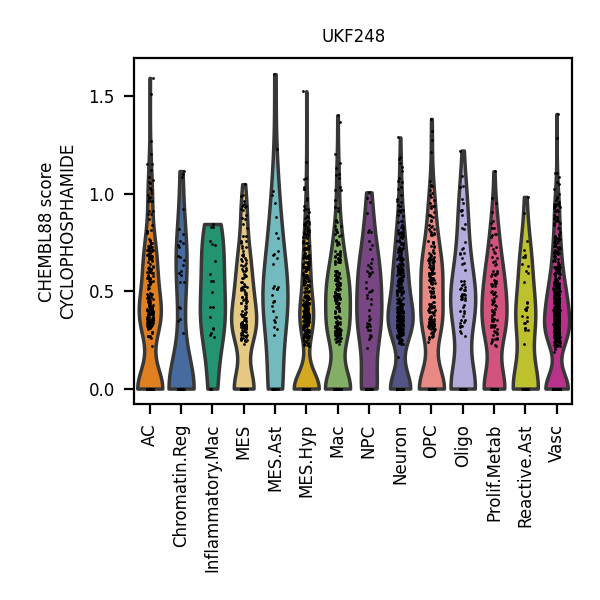 UKF248
CHEMBL88 score
CYCLOPHOSPHAMIDE
1.5
1.0
0.5
0.0
AC
Chromatin.Reg
Inflammatory.Mac
MES
MES.Ast
MES.Hyp
Mac
NPC
Neuron
OPC
Oligo
Prolif.Metab
Reactive.Ast
Vasc